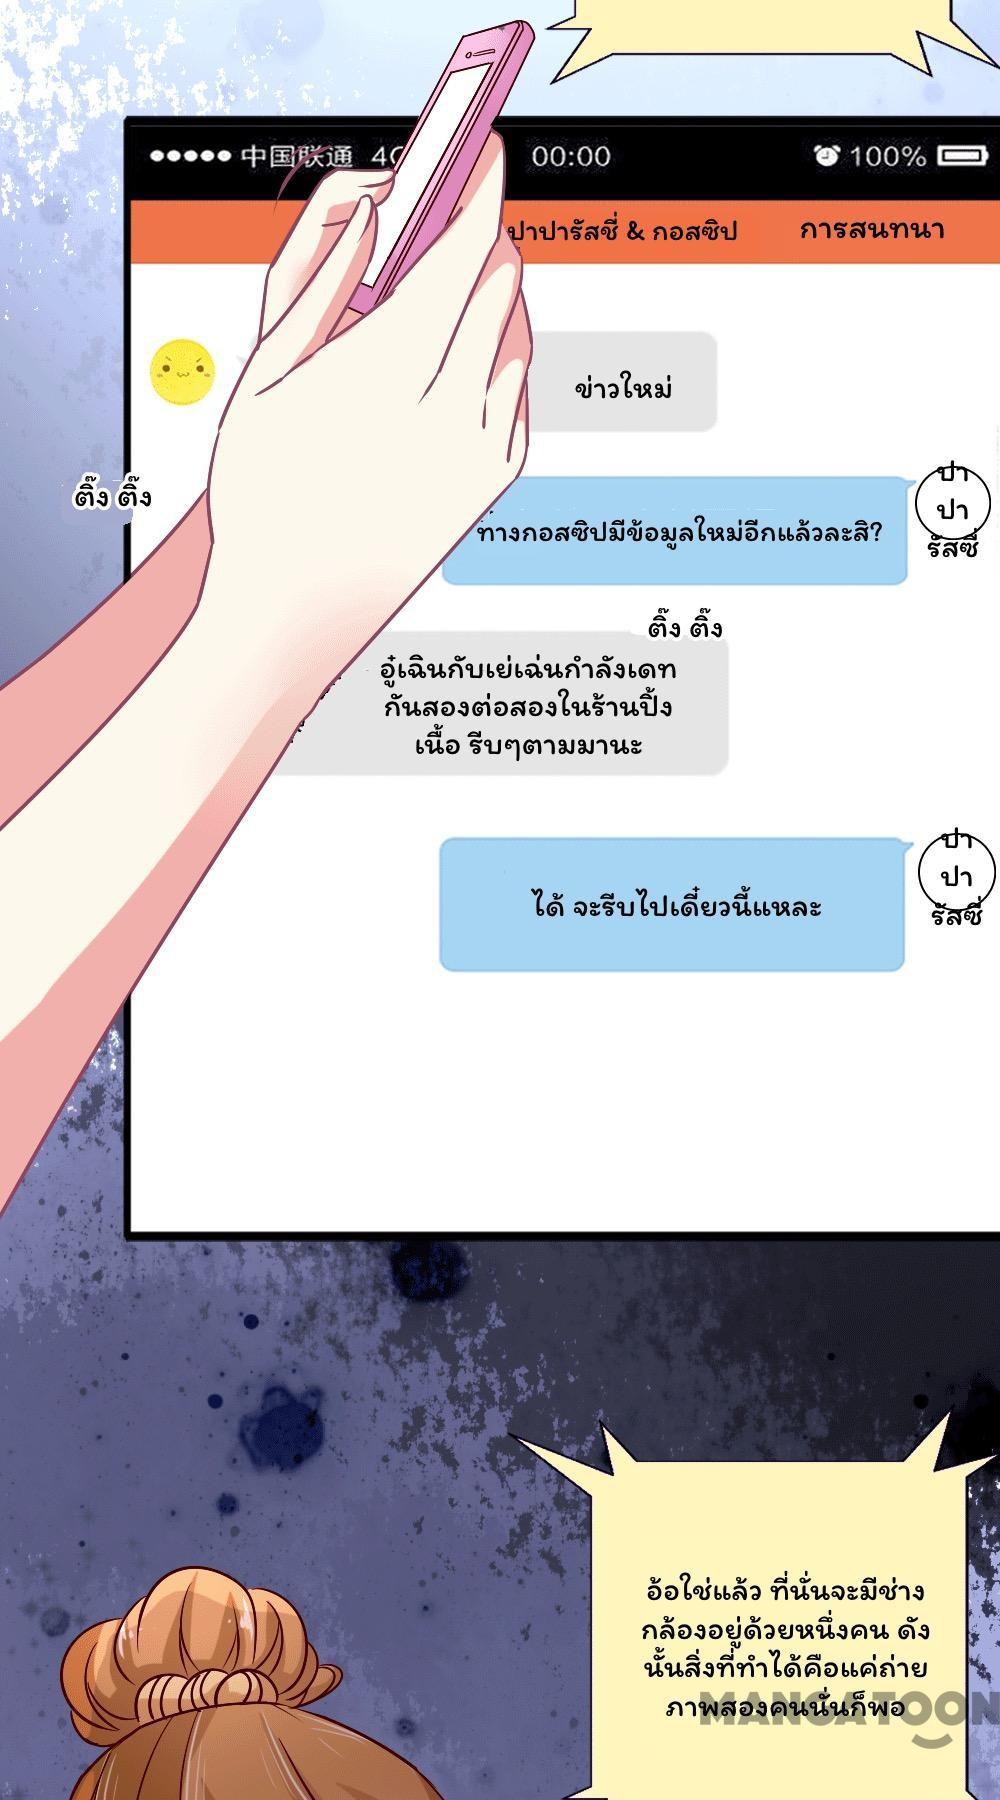 中国联通 4G 00:00 100%
ปาปารัสซี่ & กอสซิป การสนทนา
ข่าวใหม่
ติ๊ง ติ๊ง
ปา
ปา
รัสซี่
ทางกอสซิปมีข้อมูลใหม่อีกแล้วละสิ?
ติ๊ง ติ๊ง
อู๋เฉินกับเย่เฉ่นกำลังเดท
กันสองต่อสองในร้านปิ้ง
เนื้อ รีบๆตามมานะ
ปา
ปา
รัสซี่
ได้ จะรีบไปเดี๋ยวนี้แหละ
อ้อใช่แล้ว ที่นั่นจะมีช่าง
กล้องอยู่ด้วยหนึ่งคน ดัง
นั้นสิ่งที่ทำได้คือแค่ถ่าย
ภาพสองคนนั่นก็พอ
MANGATOON